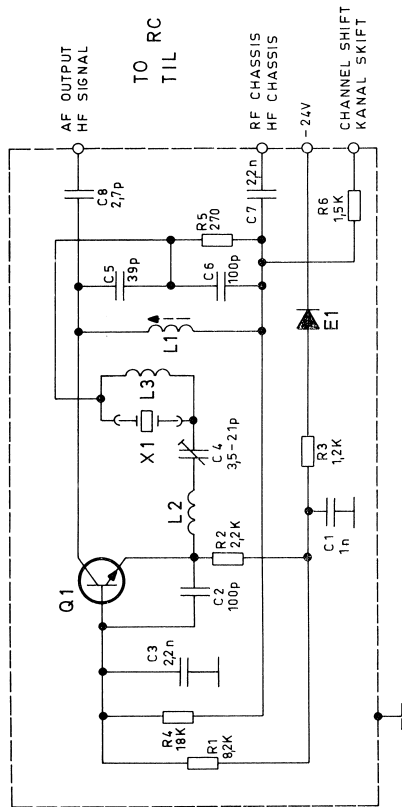 AF OUTPUT
HF SIGNAL
TO RC
TIL
RF CHASSIS
HF CHASSIS
-24V
CHANNEL SHIFT
KANAL SKIFT
C8
2,7p
C5
39p
R5
270
C6
100p
C7
2,2n
R6
1,5K
L1
L3
X1
C4
3,5-21p
L2
E1
R3
1,2K
C1
1n
R2
2,2K
C2
100p
Q1
C3
2,2n
R4
18K
R1
8,2K